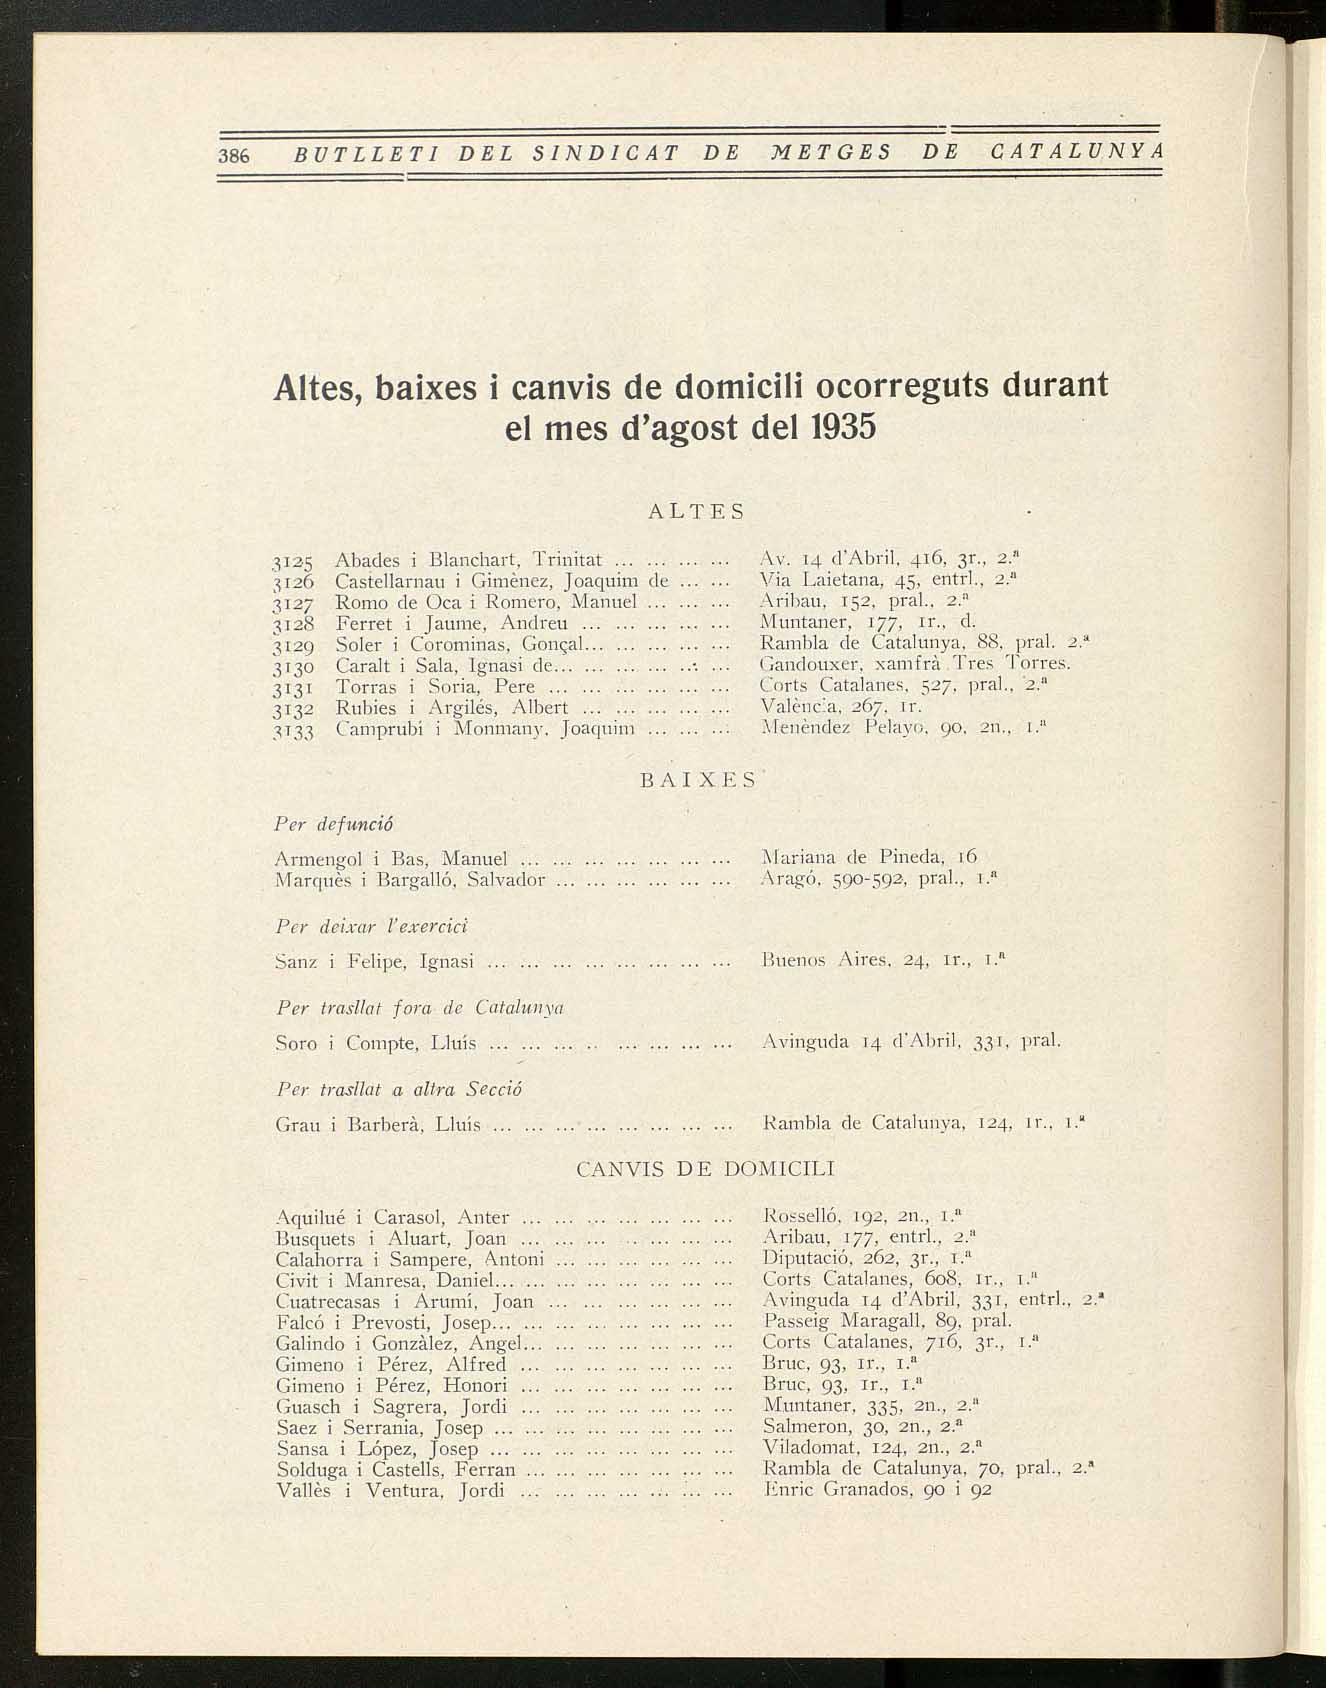 386 BUTLLETI DEL SINDICAT DE METGES DE CATALUNYA
Altes, baixes i canvis de domicili ocorreguts durant
el mes d'agost del 1935
ALTES
3125 Abades i Blanchart, Trinitat ... ... ... ... Av. 14 d'Abril, 416, 3r., 2.ª
3126 Castellarnau i Gimènez, Joaquim de ... ... Via Laietana, 45, entrl., 2.ª
3127 Romo de Oca i Romero, Manuel ... ... ... Aribau, 152, pral., 2.ª
3128 Ferret i Jaume, Andreu ... ... ... ... ... Muntaner, 177, 1r., d.
3129 Soler i Corominas, Gonçal... ... ... ... ... Rambla de Catalunya, 88, pral. 2.ª
3130 Caralt i Sala, Ignasi de... ... ... ... ... ... Gandouxer, xamfrà Tres Torres.
3131 Torras i Soria, Pere ... ... ... ... ... ... Corts Catalanes, 527, pral., 2.ª
3132 Rubies i Argilés, Albert ... ... ... ... ... València, 267, 1r.
3133 Camprubí i Monmany, Joaquim ... ... ... Menèndez Pelayo, 90, 2n., 1.ª
BAIXES
Per defunció
Armengol i Bas, Manuel ... ... ... ... ... ... ... Mariana de Pineda, 16
Marquès i Bargalló, Salvador ... ... ... ... ... ... Aragó, 590-592, pral., 1.ª
Per deixar l'exercici
Sanz i Felipe, Ignasi ... ... ... ... ... ... ... ... Buenos Aires, 24, 1r., 1.ª
Per trasllat fora de Catalunya
Soro i Compte, Lluís ... ... ... .. ... ... ... ... Avinguda 14 d'Abril, 331, pral.
Per trasllat a altra Secció
Grau i Barberà, Lluís ... ... ... ... ... ... ... ... Rambla de Catalunya, 124, 1r., 1.ª
CANVIS DE DOMICILI
Aquilué i Carasol, Anter ... ... ... ... ... ... ... Rosselló, 192, 2n., 1.ª
Busquets i Aluart, Joan ... ... ... ... ... ... ... Aribau, 177, entrl., 2.ª
Calahorra i Sampere, Antoni ... ... ... ... ... ... Diputació, 262, 3r., 1.ª
Civit i Manresa, Daniel... ... ... ... ... ... ... ... Corts Catalanes, 608, 1r., 1.ª
Cuatrecasas i Arumí, Joan ... ... ... ... ... ... Avinguda 14 d'Abril, 331, entrl., 2.ª
Falcó i Prevosti, Josep... ... ... ... ... ... ... ... Passeig Maragall, 89, pral.
Galindo i Gonzàlez, Angel... ... ... ... ... ... ... Corts Catalanes, 716, 3r., 1.ª
Gimeno i Pérez, Alfred ... ... ... ... ... ... ... Bruc, 93, 1r., 1.ª
Gimeno i Pérez, Honori ... ... ... ... ... ... ... Bruc, 93, 1r., 1.ª
Guasch i Sagrera, Jordi ... ... ... ... ... ... ... Muntaner, 335, 2n., 2.ª
Saez i Serrania, Josep ... ... ... ... ... ... ... ... Salmeron, 30, 2n., 2.ª
Sansa i López, Josep ... ... ... ... ... ... ... ... Viladomat, 124, 2n., 2.ª
Solduga i Castells, Ferran ... ... ... ... ... ... ... Rambla de Catalunya, 70, pral., 2.ª
Vallès i Ventura, Jordi ... ... ... ... ... ... ... Enric Granados, 90 i 92